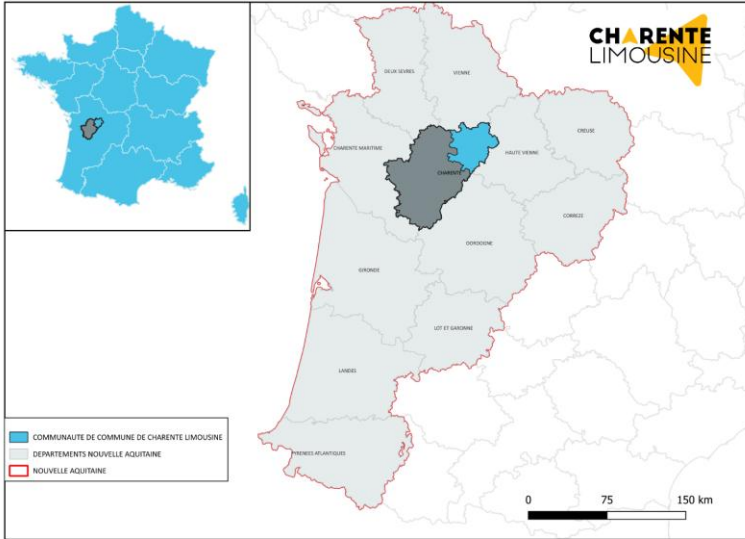 CHARENTE
LIMOUSINE
DEUX SEVRES
VIENNE
CHARENTE MARITIME
HAUTE VIENNE
CREUSE
CHARENTE
CORREZE
DORDOGNE
GIRONDE
LOT ET GARONNE
LANDES
PYRENEES ATLANTIQUES
COMMUNAUTE DE COMMUNE DE CHARENTE LIMOUSINE
DEPARTEMENTS NOUVELLE AQUITAINE
NOUVELLE AQUITAINE
0 75 150 km